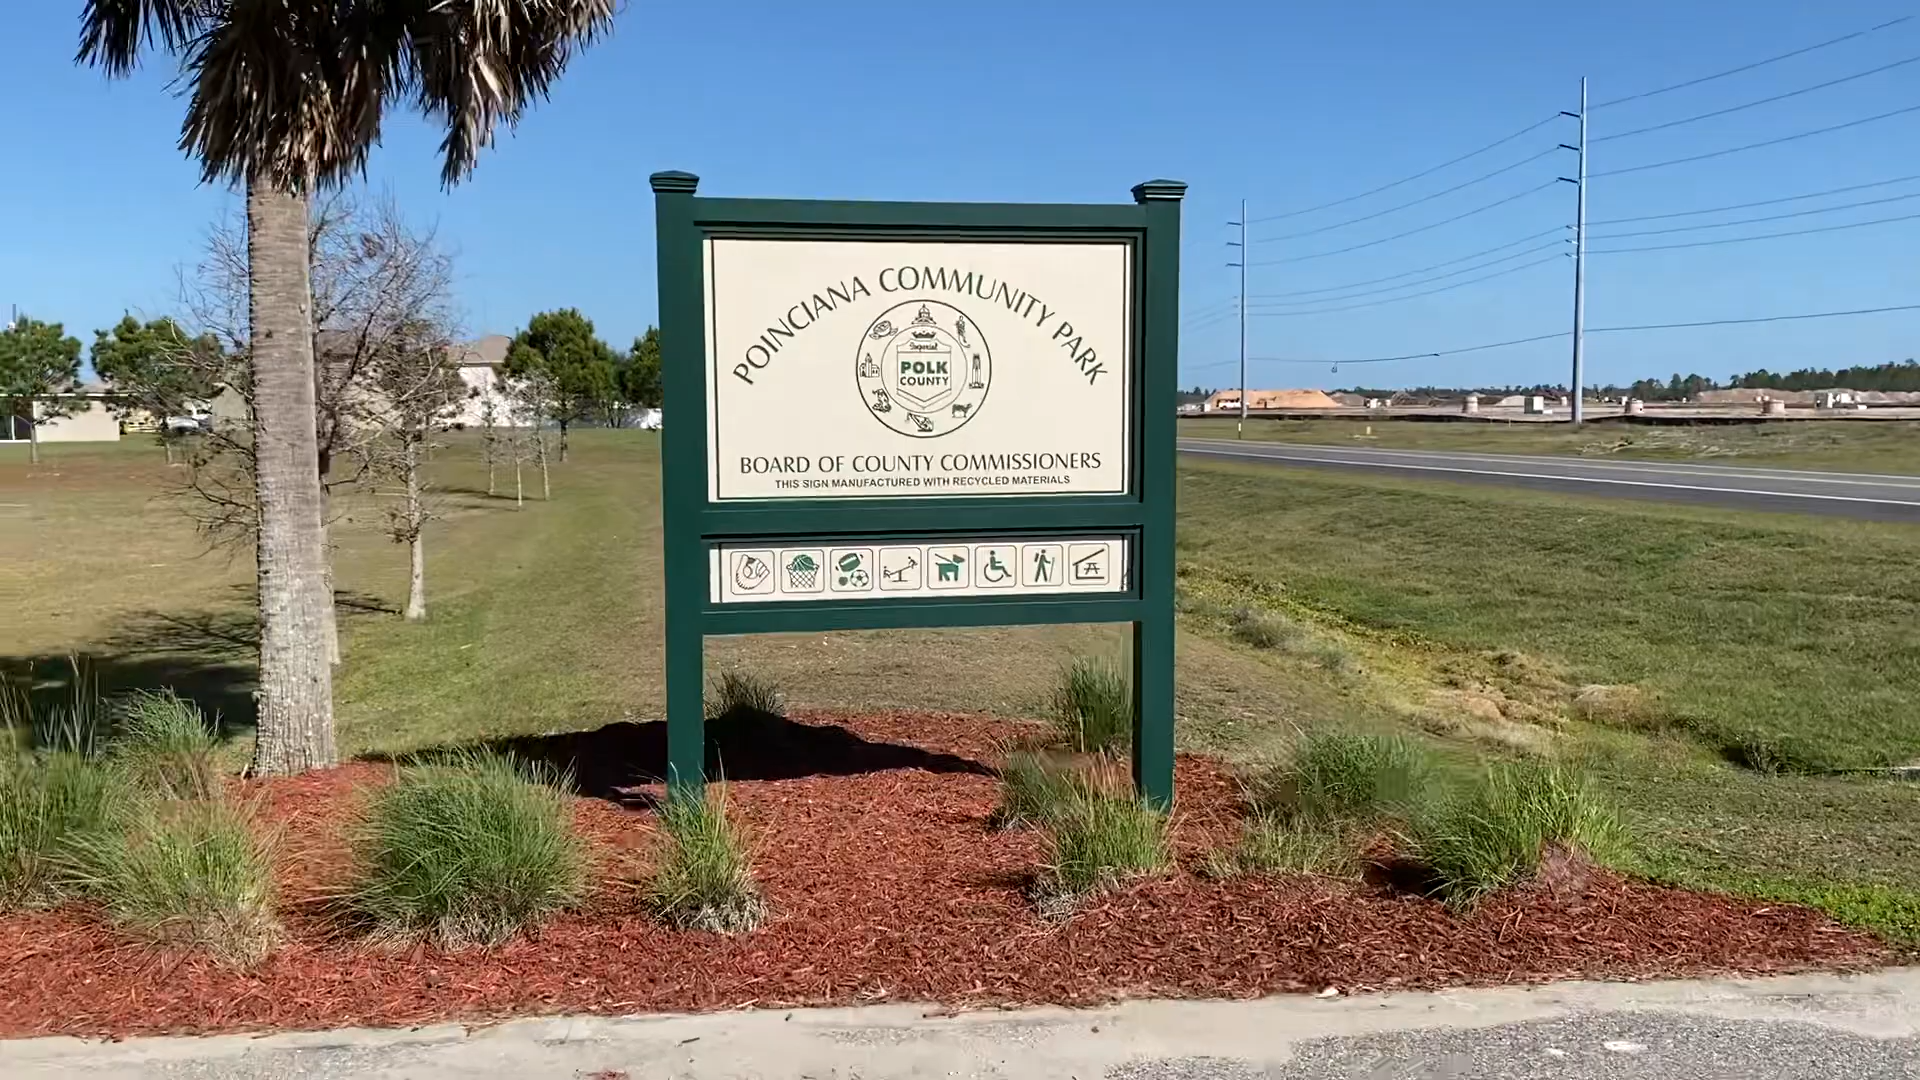 POINCIANA COMMUNITY PARK
Imperial
POLK
COUNTY
BOARD OF COUNTY COMMISSIONERS
THIS SIGN MANUFACTURED WITH RECYCLED MATERIALS